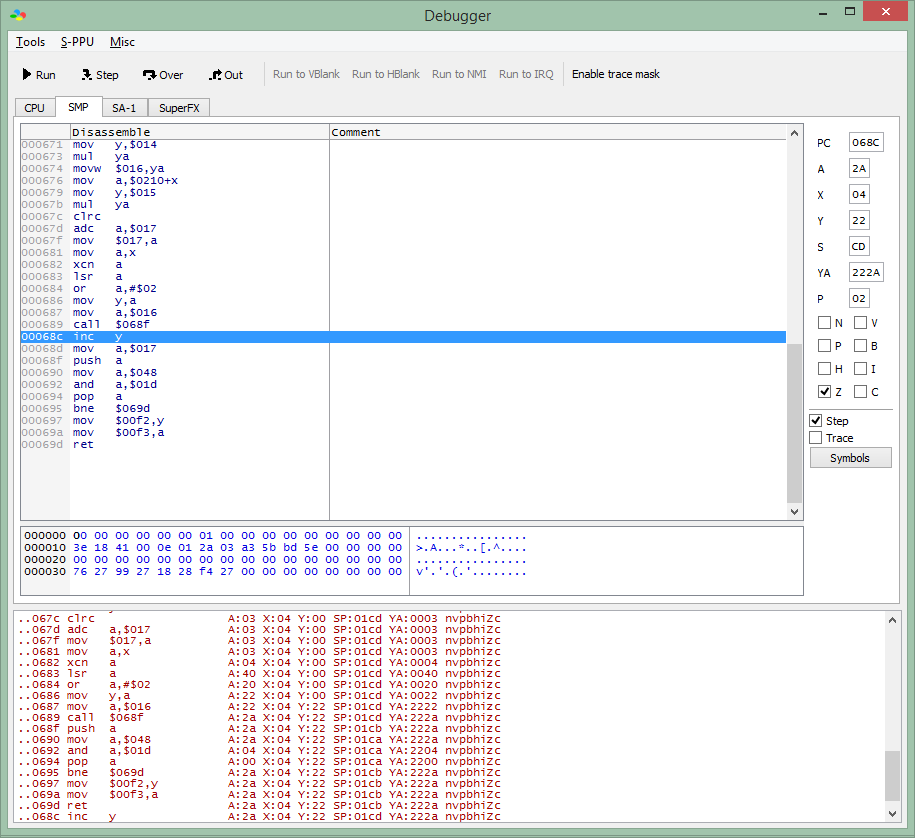 Debugger
Tools S-PPU Misc
Run Step Over Out Run to VBlank Run to HBlank Run to NMI Run to IRQ Enable trace mask
CPU SMP SA-1 SuperFX
Disassemble Comment
000671 mov y,$014
000673 mul ya
000674 movw $016,ya
000676 mov a,$0210+x
000679 mov y,$015
00067b mul ya
00067c clrc
00067d adc a,$017
00067f mov $017,a
000681 mov a,x
000682 xcn a
000683 lsr a
000684 or a,#$02
000686 mov y,a
000687 mov a,$016
000689 call $068f
00068c inc y
00068d mov a,$017
00068f push a
000690 mov a,$048
000692 and a,$01d
000694 pop a
000695 bne $069d
000697 mov $00f2,y
00069a mov $00f3,a
00069d ret
PC 068C
A 2A
X 04
Y 22
S CD
YA 222A
P 02
N V
P B
H I
Z C
Step
Trace
Symbols
000000 00 00 00 00 00 00 01 00 00 00 00 00 00 00 00 00 ................
000010 3e 18 41 00 0e 01 2a 03 a3 5b bd 5e 00 00 00 00 >.A...*..[.^....
000020 00 00 00 00 00 00 00 00 00 00 00 00 00 00 00 00 ................
000030 76 27 99 27 18 28 f4 27 00 00 00 00 00 00 00 00 v'.'.(.'........
..067c clrc A:03 X:04 Y:00 SP:01cd YA:0003 nvpbhiZc
..067d adc a,$017 A:03 X:04 Y:00 SP:01cd YA:0003 nvpbhiZc
..067f mov $017,a A:03 X:04 Y:00 SP:01cd YA:0003 nvpbhizc
..0681 mov a,x A:03 X:04 Y:00 SP:01cd YA:0003 nvpbhizc
..0682 xcn a A:04 X:04 Y:00 SP:01cd YA:0004 nvpbhizc
..0683 lsr a A:40 X:04 Y:00 SP:01cd YA:0040 nvpbhizc
..0684 or a,#$02 A:20 X:04 Y:00 SP:01cd YA:0020 nvpbhizc
..0686 mov y,a A:22 X:04 Y:00 SP:01cd YA:0022 nvpbhizc
..0687 mov a,$016 A:22 X:04 Y:22 SP:01cd YA:2222 nvpbhizc
..0689 call $068f A:2a X:04 Y:22 SP:01cd YA:222a nvpbhizc
..068f push a A:2a X:04 Y:22 SP:01cb YA:222a nvpbhizc
..0690 mov a,$048 A:2a X:04 Y:22 SP:01ca YA:222a nvpbhizc
..0692 and a,$01d A:04 X:04 Y:22 SP:01ca YA:2204 nvpbhizc
..0694 pop a A:00 X:04 Y:22 SP:01ca YA:2200 nvpbhiZc
..0695 bne $069d A:2a X:04 Y:22 SP:01cb YA:222a nvpbhiZc
..0697 mov $00f2,y A:2a X:04 Y:22 SP:01cb YA:222a nvpbhiZc
..069a mov $00f3,a A:2a X:04 Y:22 SP:01cb YA:222a nvpbhiZc
..069d ret A:2a X:04 Y:22 SP:01cb YA:222a nvpbhiZc
..068c inc y A:2a X:04 Y:22 SP:01cd YA:222a nvpbhiZc